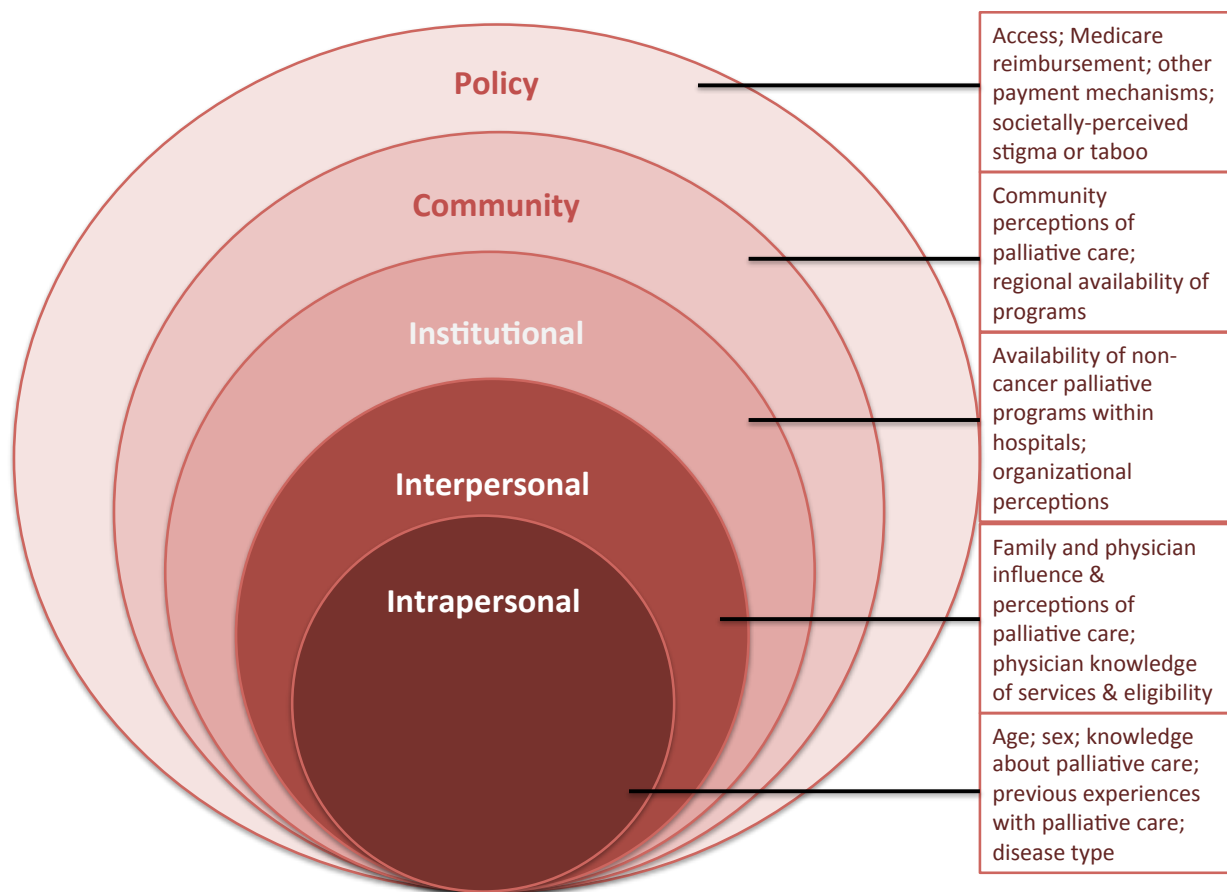 Policy
Community
Institutional
Interpersonal
Intrapersonal
Access; Medicare
reimbursement; other
payment mechanisms;
societally-perceived
stigma or taboo
Community
perceptions of
palliative care;
regional availability of
programs
Availability of non-
cancer palliative
programs within
hospitals;
organizational
perceptions
Family and physician
influence &
perceptions of
palliative care;
physician knowledge
of services & eligibility
Age; sex; knowledge
about palliative care;
previous experiences
with palliative care;
disease type